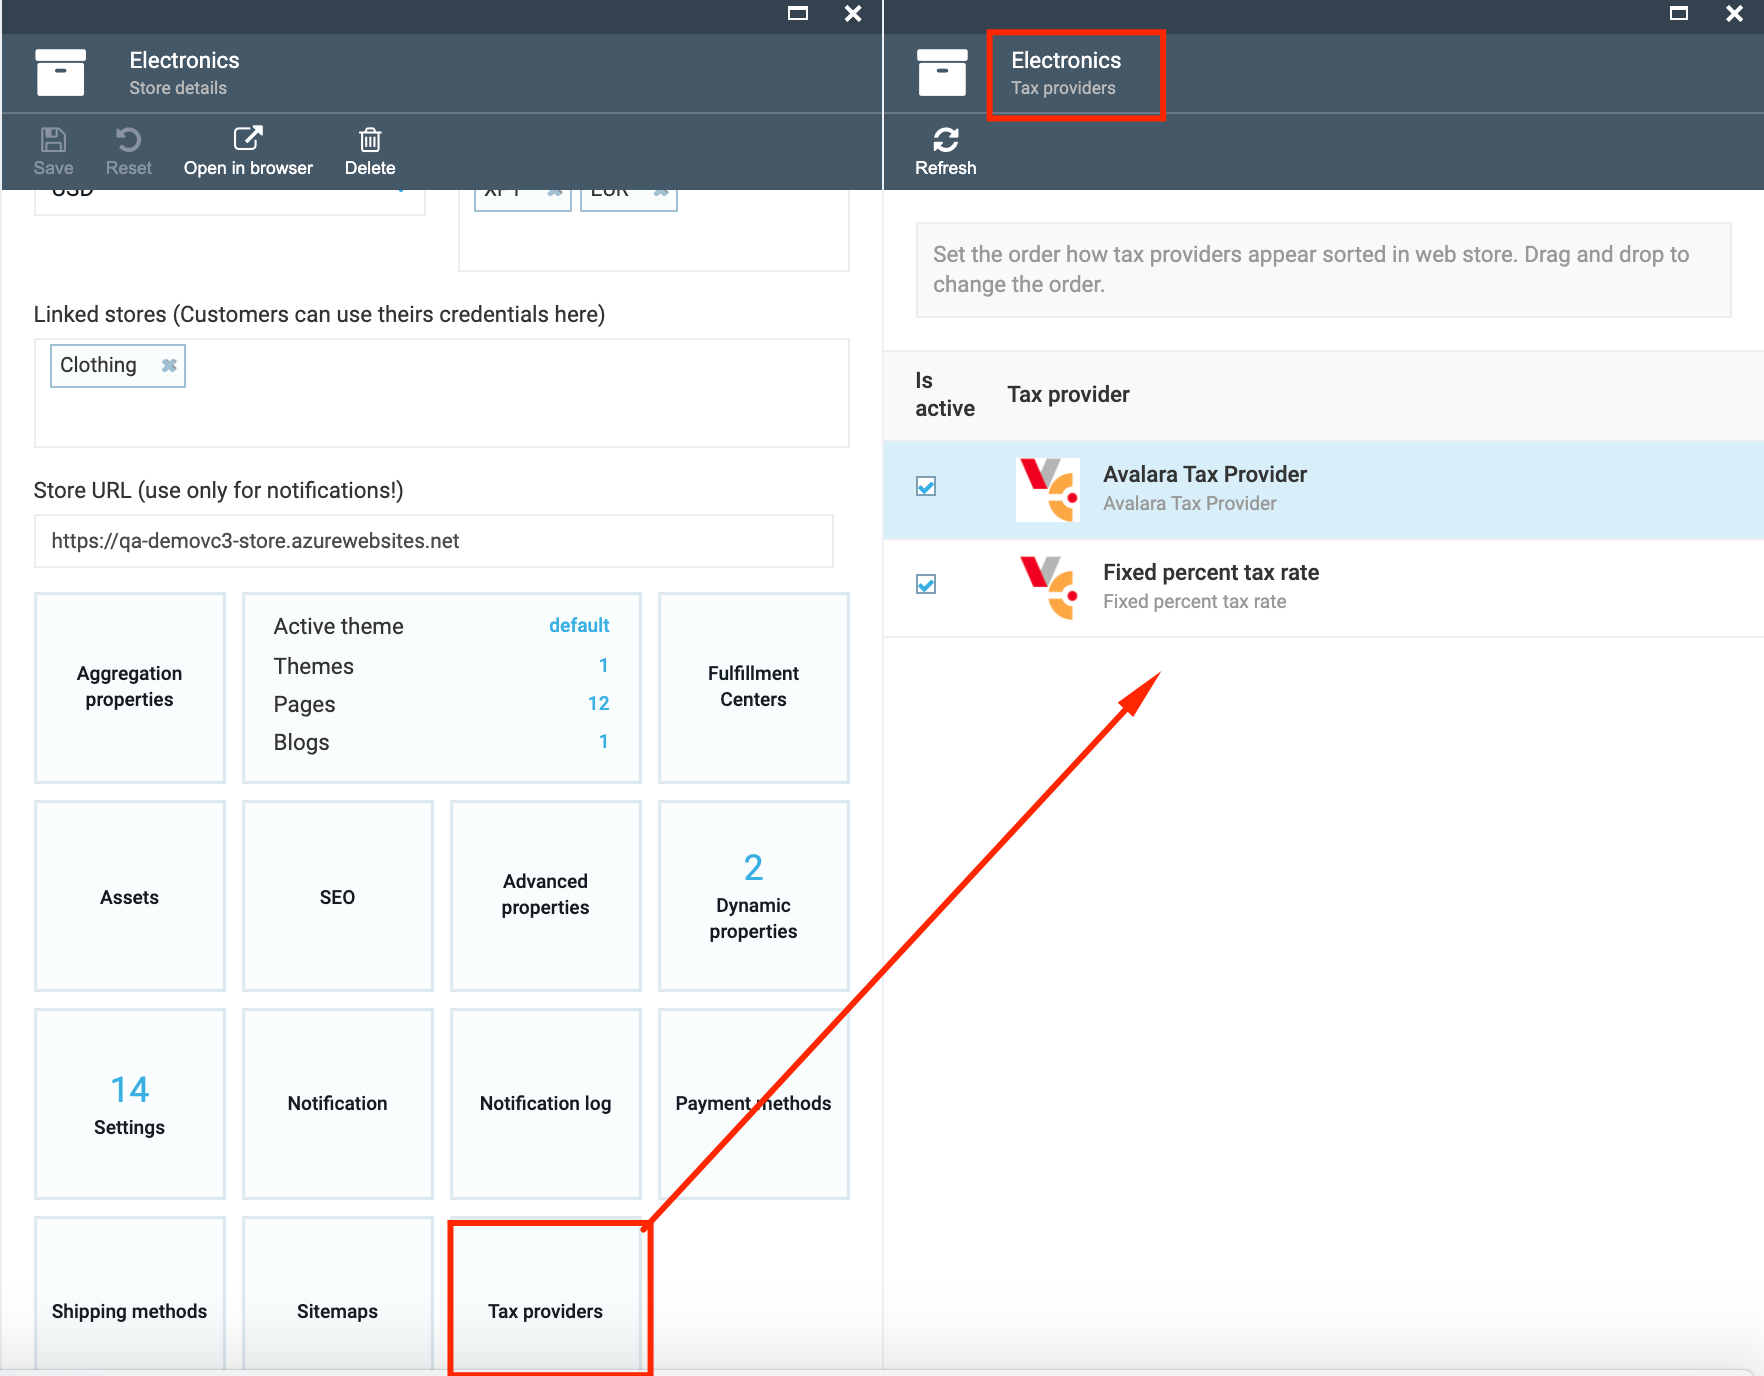 Electronics
Store details
Save
Reset
Open in browser
Delete
USD
EUR
Linked stores (Customers can use theirs credentials here)
Clothing
Store URL (use only for notifications!)
https://qa-demovc3-store.azurewebsites.net
Aggregation
properties
Active theme default
Themes 1
Pages 12
Blogs 1
Fulfillment
Centers
Assets
SEO
Advanced
properties
2
Dynamic
properties
14
Settings
Notification
Notification log
Payment methods
Shipping methods
Sitemaps
Tax providers
Electronics
Tax providers
Refresh
Set the order how tax providers appear sorted in web store. Drag and drop to
change the order.
Is
active
Tax provider
Avalara Tax Provider
Avalara Tax Provider
Fixed percent tax rate
Fixed percent tax rate